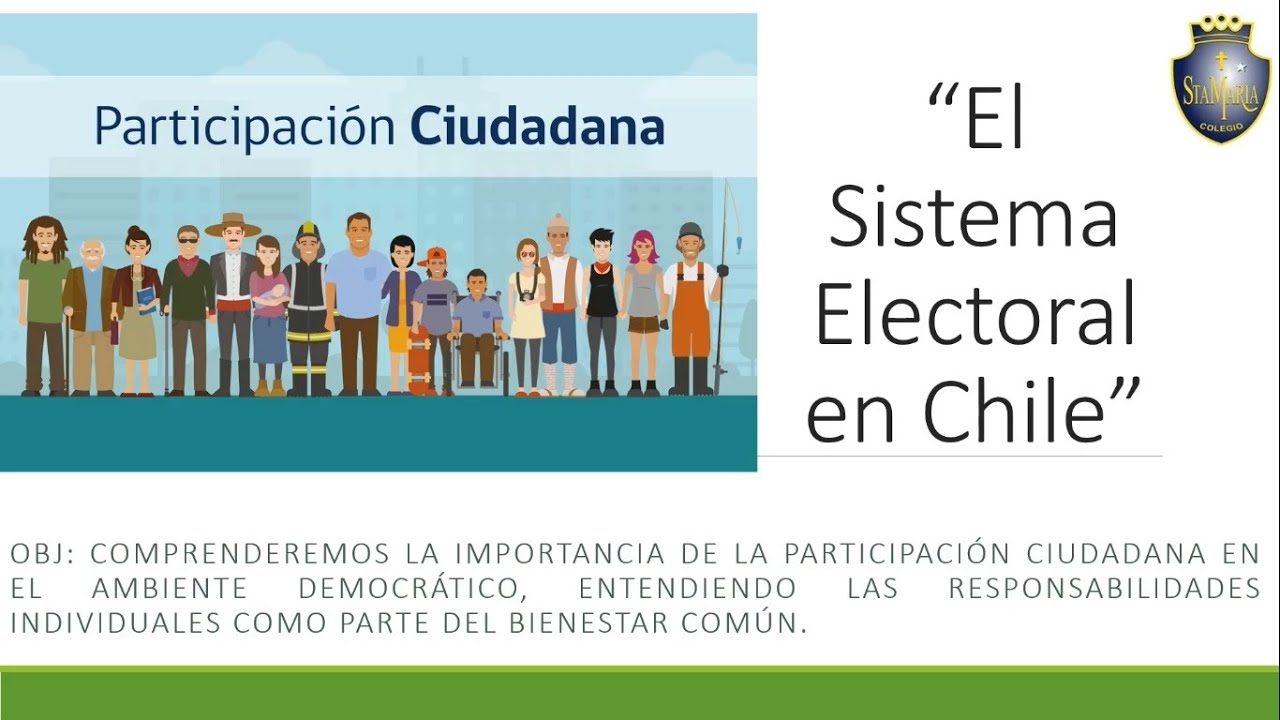 Participación Ciudadana
“El
Sistema
Electoral
en Chile”
STAMARIA
COLEGIO
OBJ: COMPRENDEREMOS LA IMPORTANCIA DE LA PARTICIPACIÓN CIUDADANA EN
EL AMBIENTE DEMOCRÁTICO, ENTENDIENDO LAS RESPONSABILIDADES
INDIVIDUALES COMO PARTE DEL BIENESTAR COMÚN.